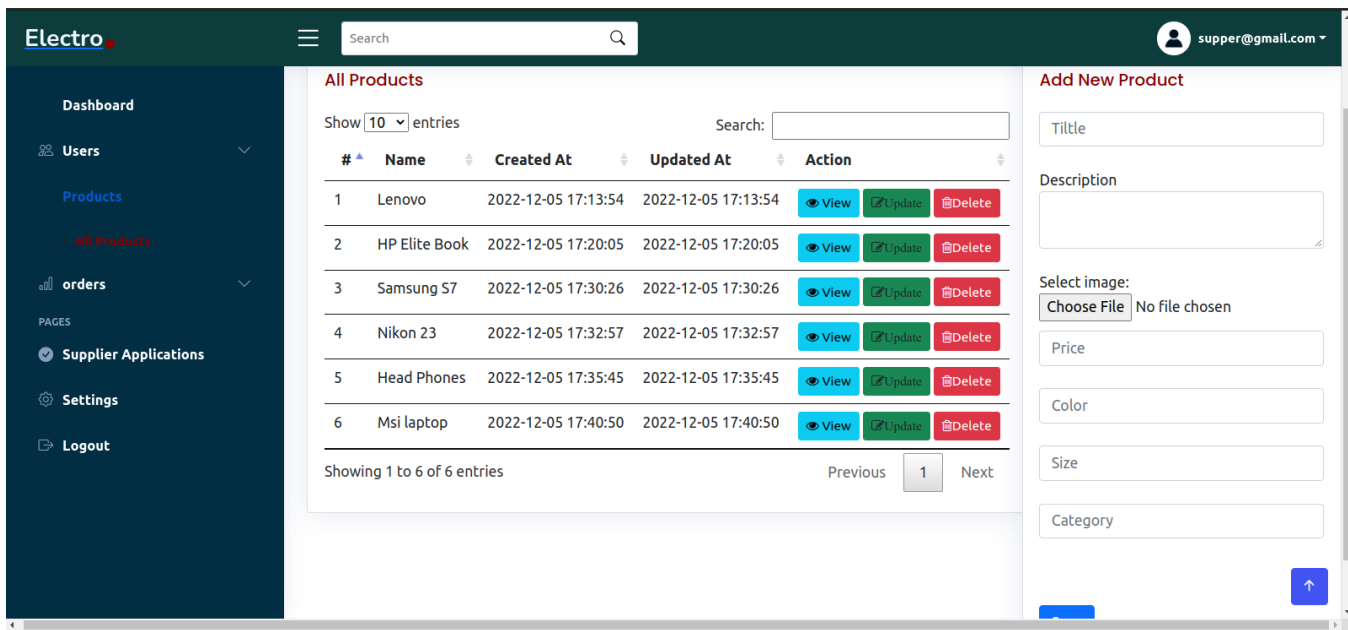 Electro.
Search
supper@gmail.com
Dashboard
Users
Products
- All Products
orders
PAGES
Supplier Applications
Settings
Logout
All Products
Show 10 entries
Search:
# Name Created At Updated At Action
1 Lenovo 2022-12-05 17:13:54 2022-12-05 17:13:54 View Update Delete
2 HP Elite Book 2022-12-05 17:20:05 2022-12-05 17:20:05 View Update Delete
3 Samsung S7 2022-12-05 17:30:26 2022-12-05 17:30:26 View Update Delete
4 Nikon 23 2022-12-05 17:32:57 2022-12-05 17:32:57 View Update Delete
5 Head Phones 2022-12-05 17:35:45 2022-12-05 17:35:45 View Update Delete
6 Msi laptop 2022-12-05 17:40:50 2022-12-05 17:40:50 View Update Delete
Showing 1 to 6 of 6 entries
Previous 1 Next
Add New Product
Tiltle
Description
Select image:
Choose File No file chosen
Price
Color
Size
Category